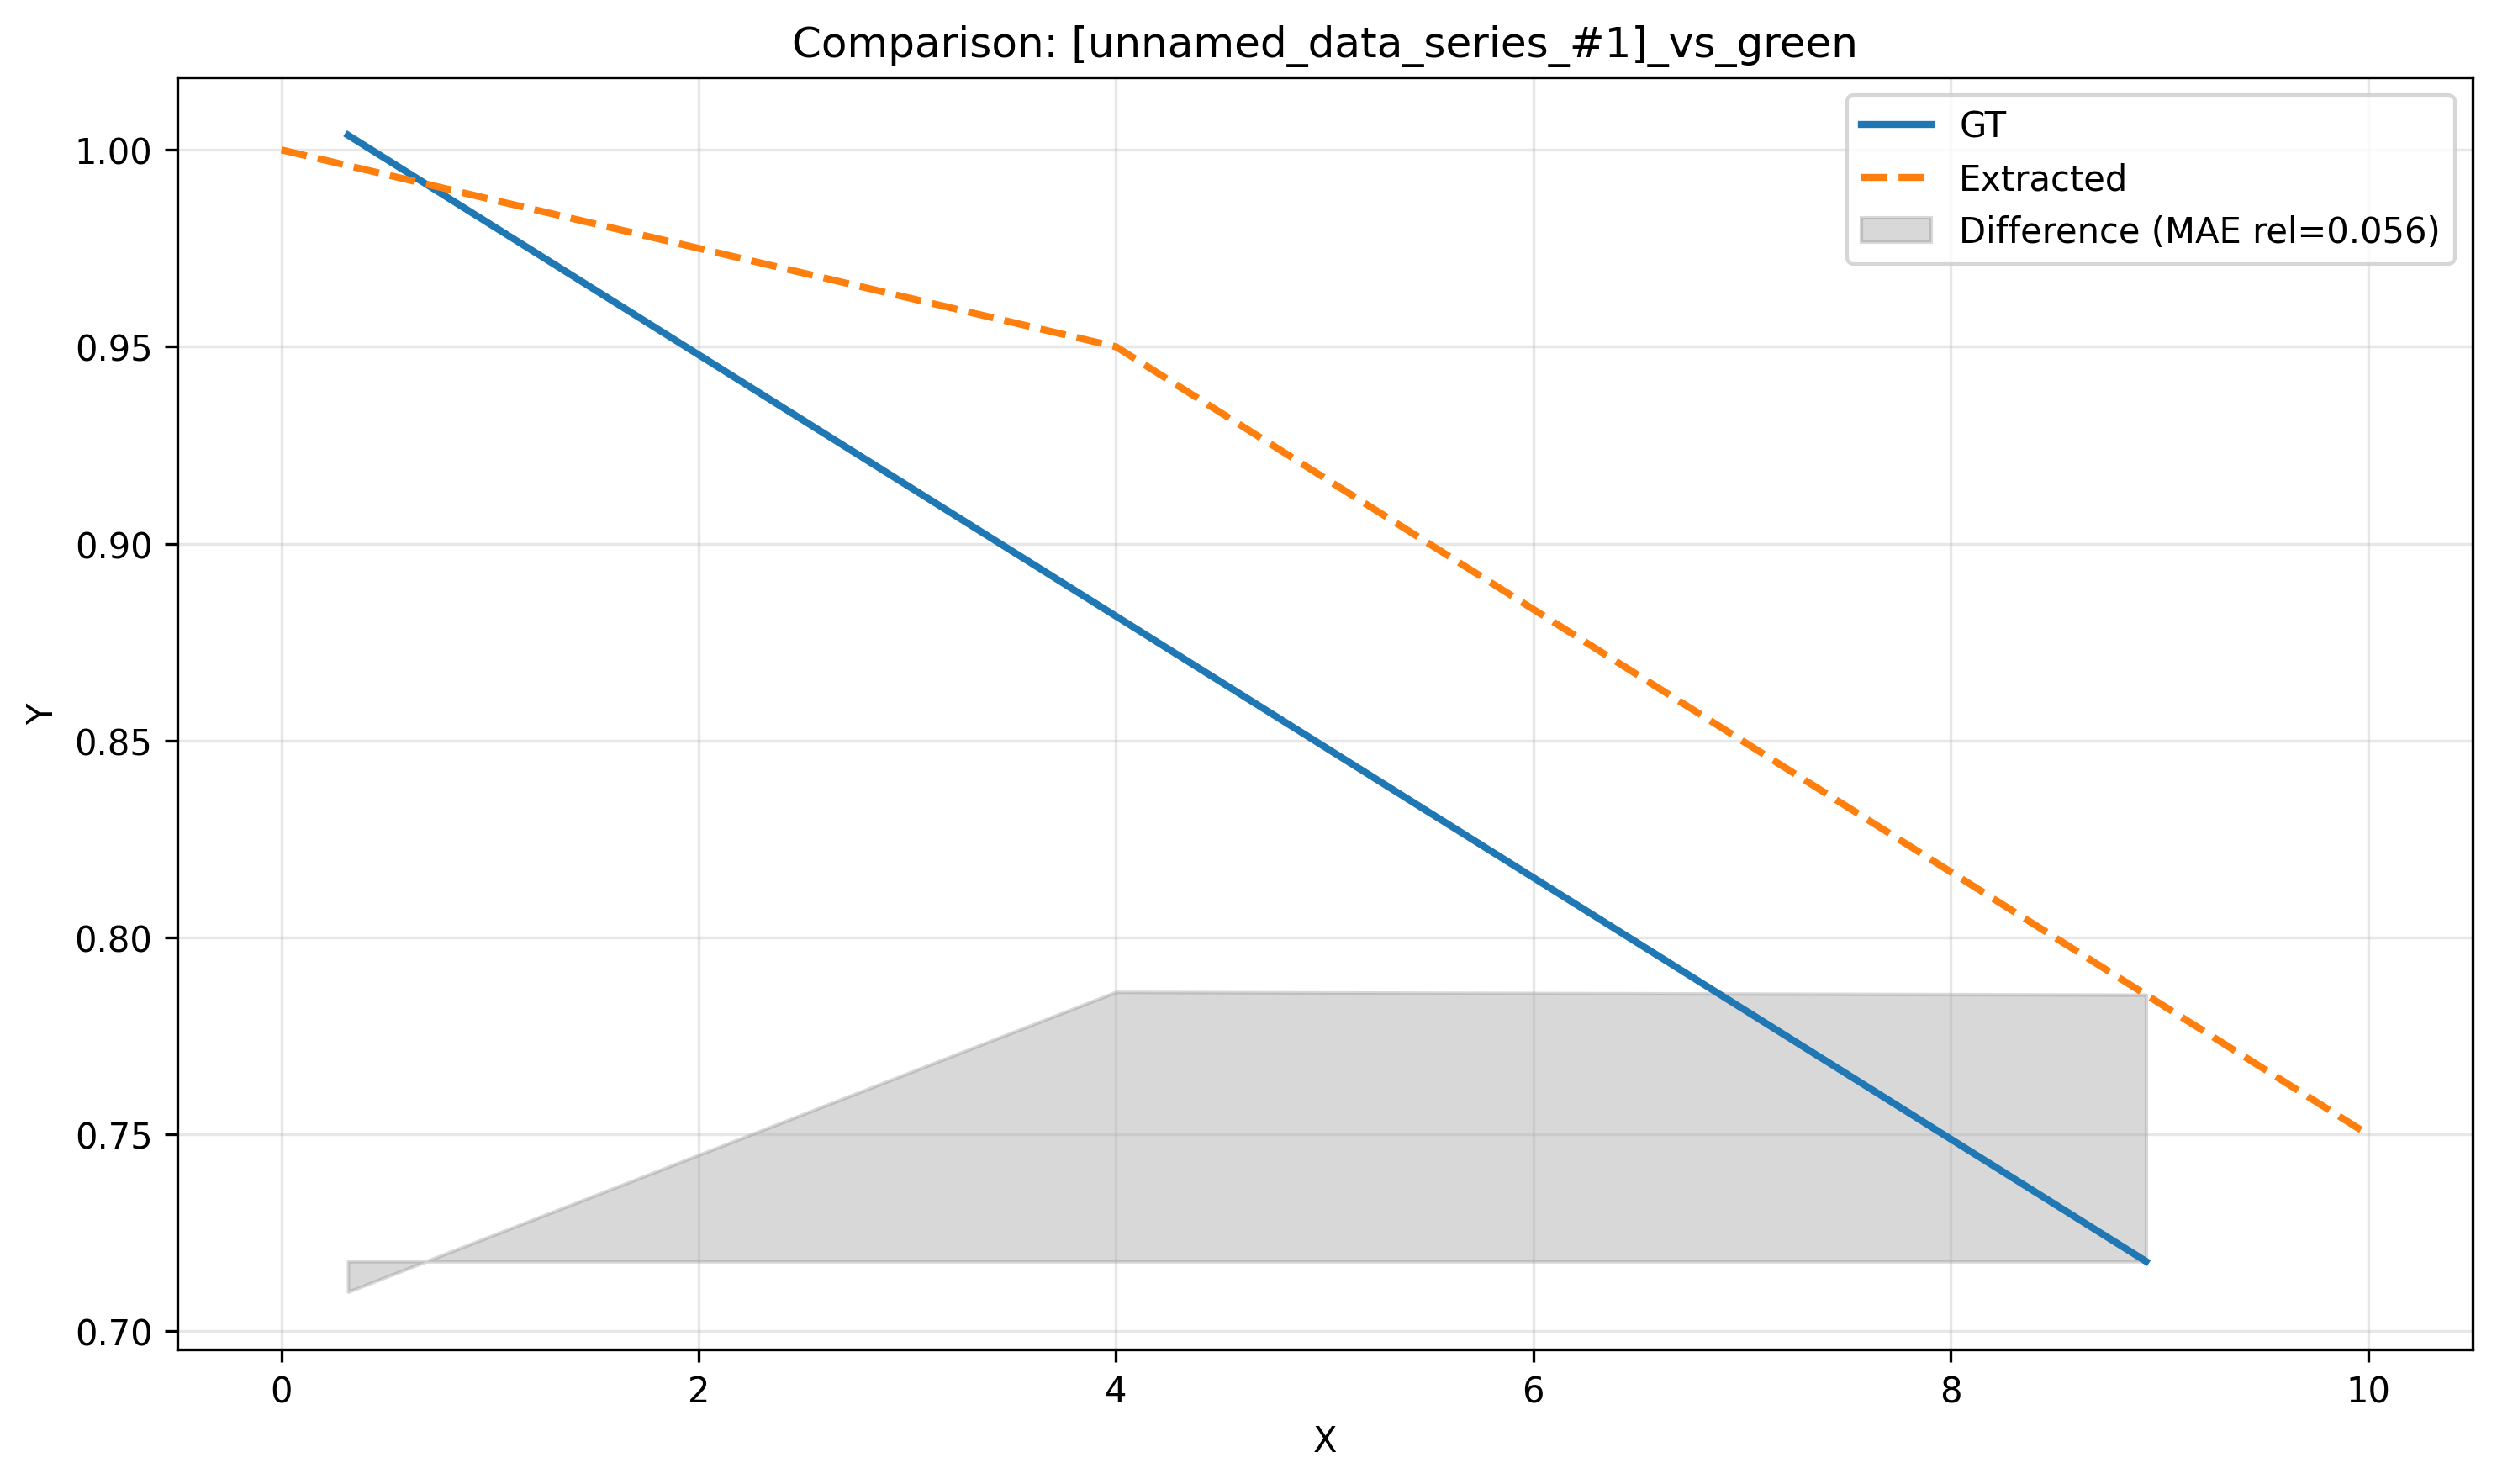 Comparison: [unnamed_data_series_#1]_vs_green
GT
Extracted
Difference (MAE rel=0.056)
1.00
0.95
0.90
0.85
0.80
0.75
0.70
Y
0 2 4 6 8 10
X